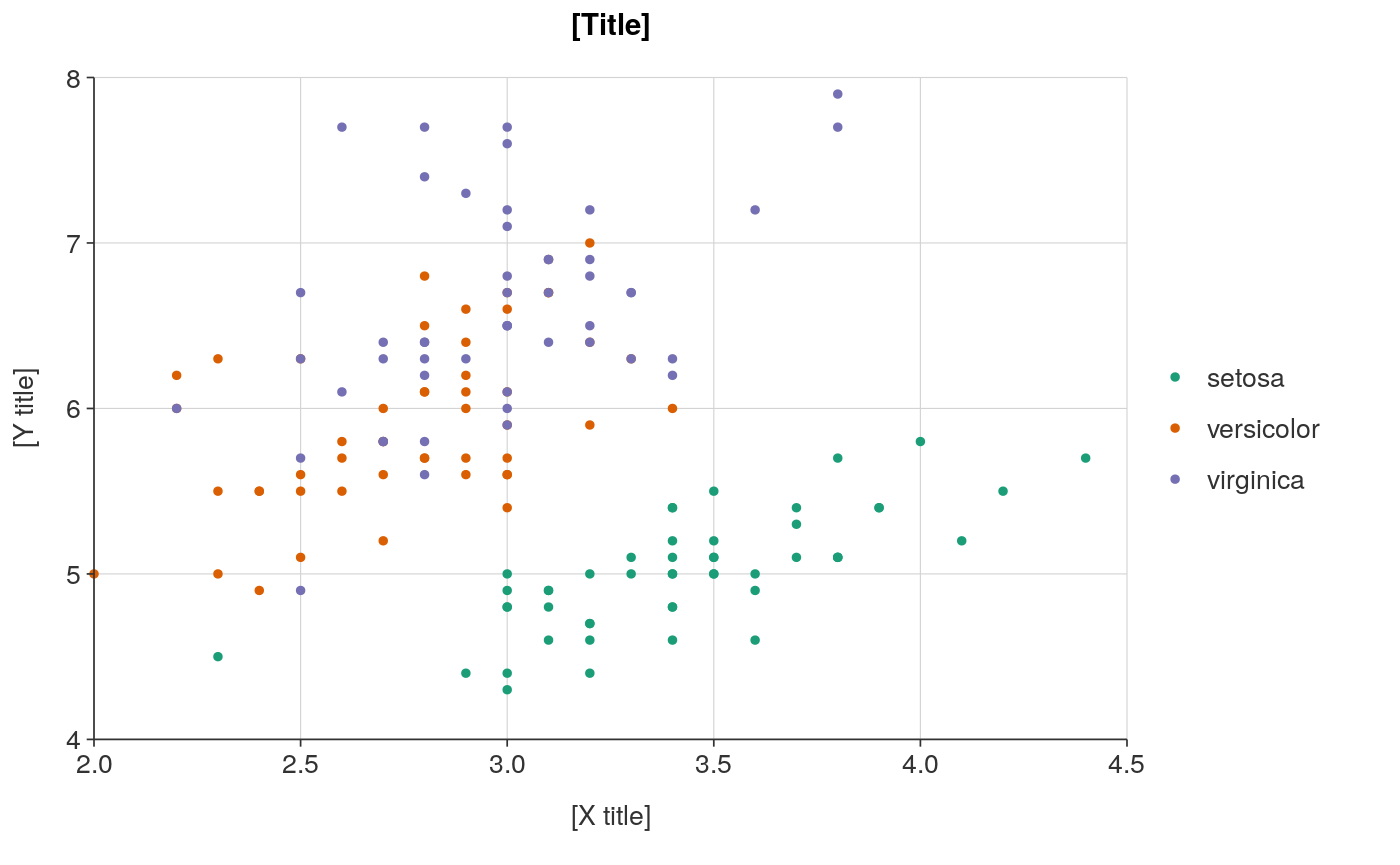 [Title]
8
7
6
5
4
[Y title]
2.0 2.5 3.0 3.5 4.0 4.5
[X title]
setosa
versicolor
virginica